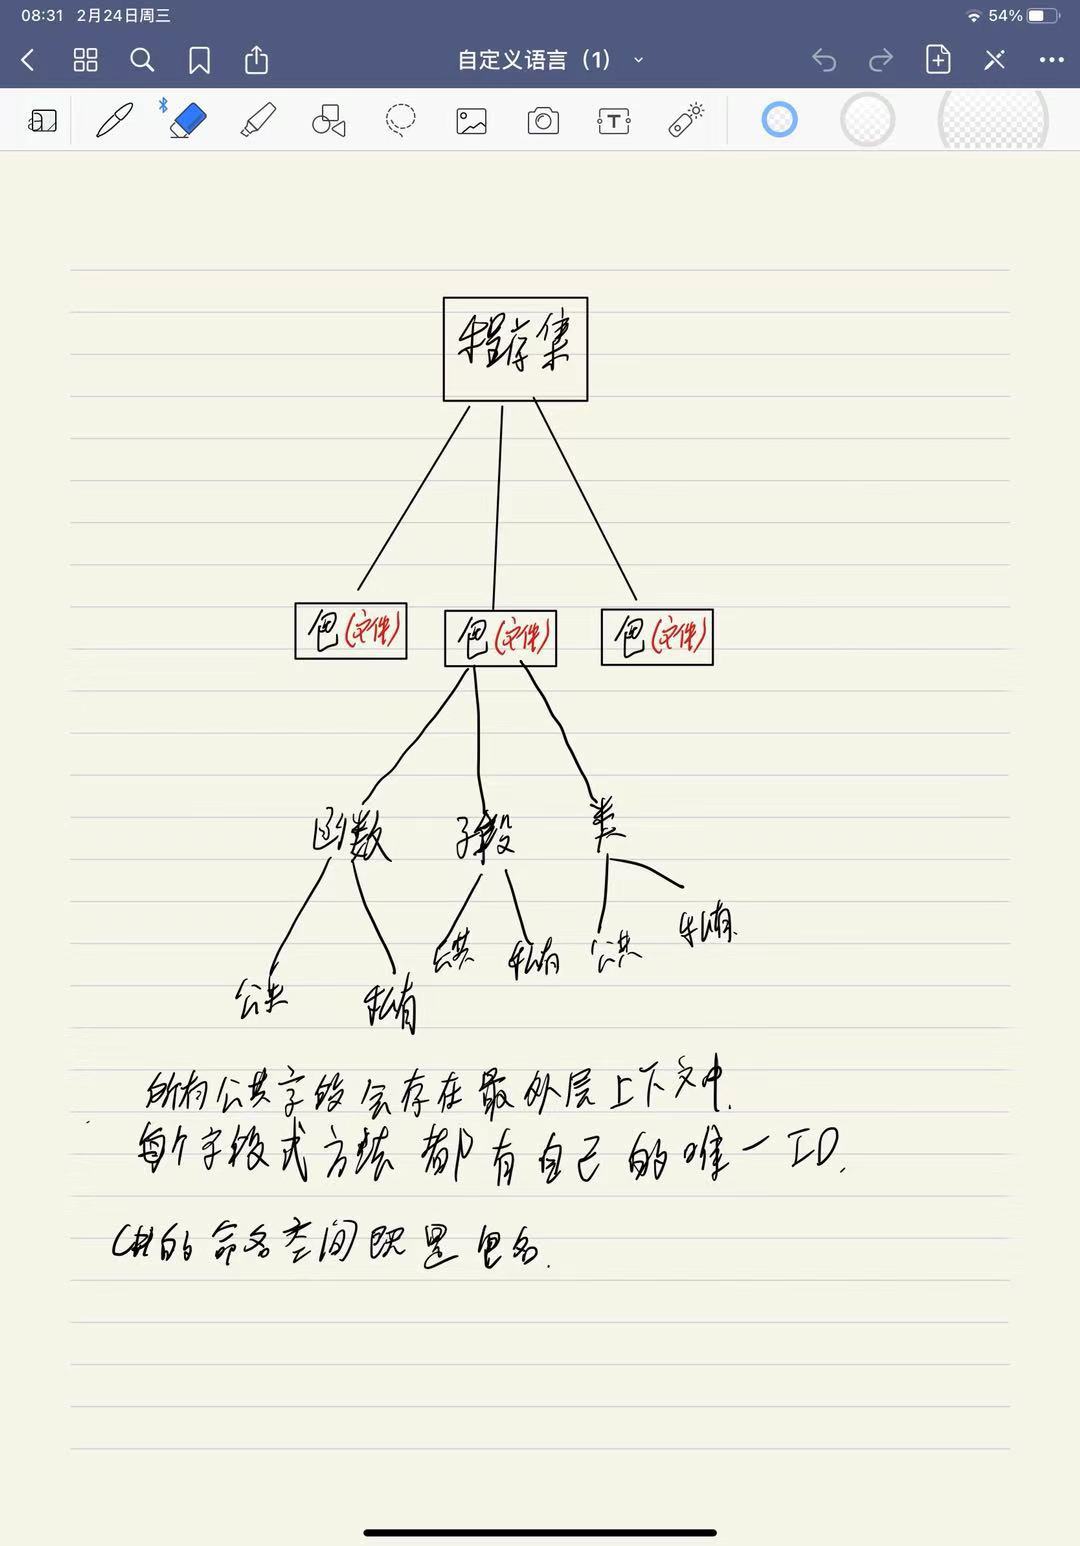 08:31 2月24日周三 54%
自定义语言（1）
T
程序集
包(文件) 包(文件) 包(文件)
函数 字段 类
公共 私有 公共 私有 公共 私有.
所有公共字段会存在最外层上下文中.
每个字段或方法都有自己的唯一ID.
C#的命名空间既是包名.